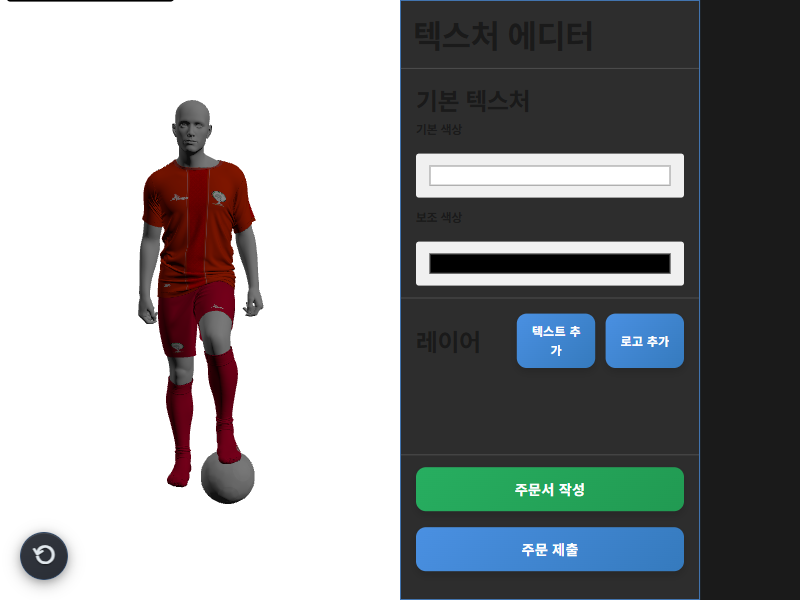 텍스처 에디터
기본 텍스처
기본 색상
보조 색상
레이어
텍스트 추
가
로고 추가
주문서 작성
주문 제출